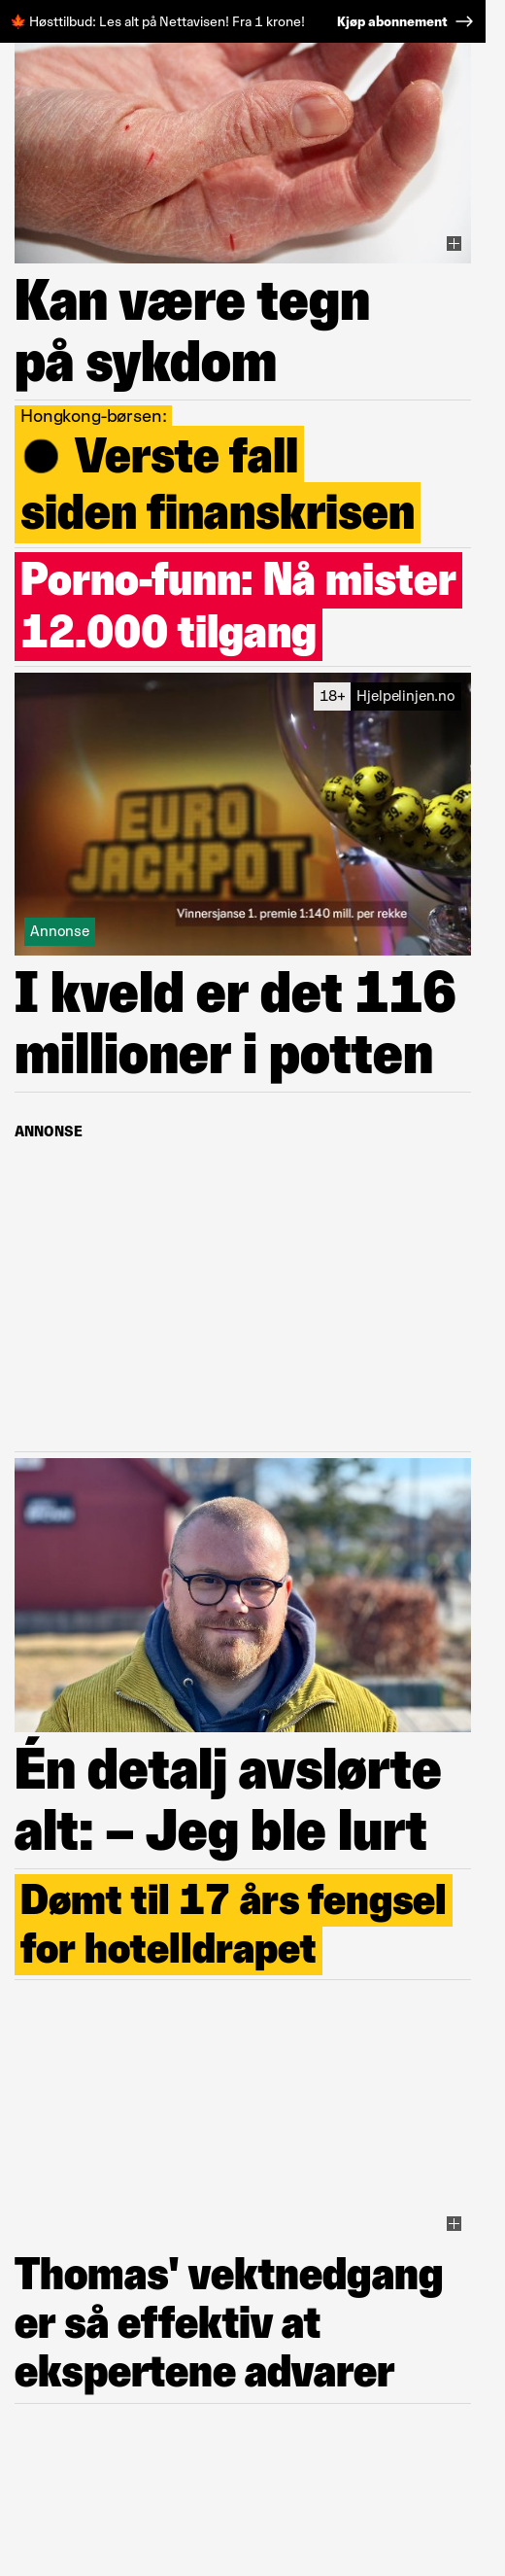 🍁 Høsttilbud: Les alt på Nettavisen! Fra 1 krone! Kjøp abonnement →
Kan være tegn
på sykdom
Hongkong-børsen:
● Verste fall
siden finanskrisen
Porno-funn: Nå mister
12.000 tilgang
18+ Hjelpelinjen.no
EURO
JACKPOT
Vinnersjanse 1. premie 1:140 mill. per rekke
Annonse
I kveld er det 116
millioner i potten
ANNONSE
Én detalj avslørte
alt: – Jeg ble lurt
Dømt til 17 års fengsel
for hotelldrapet
Thomas' vektnedgang
er så effektiv at
ekspertene advarer